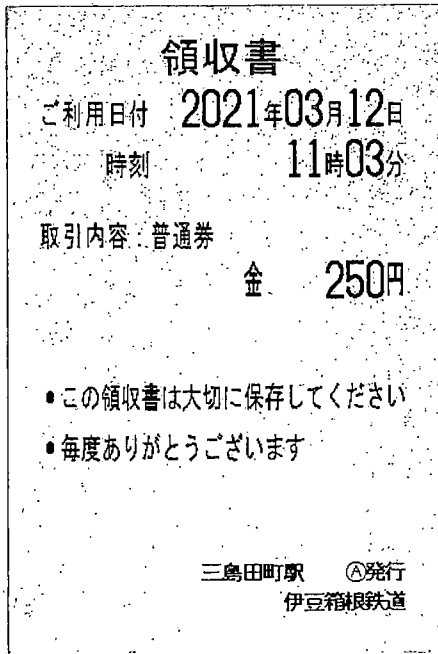 領収書
ご利用日付 2021年03月12日
時刻 11時03分
取引内容:普通券
金 250円
•この領収書は大切に保存してください
•毎度ありがとうございます
三島田町駅 Ⓐ発行
伊豆箱根鉄道